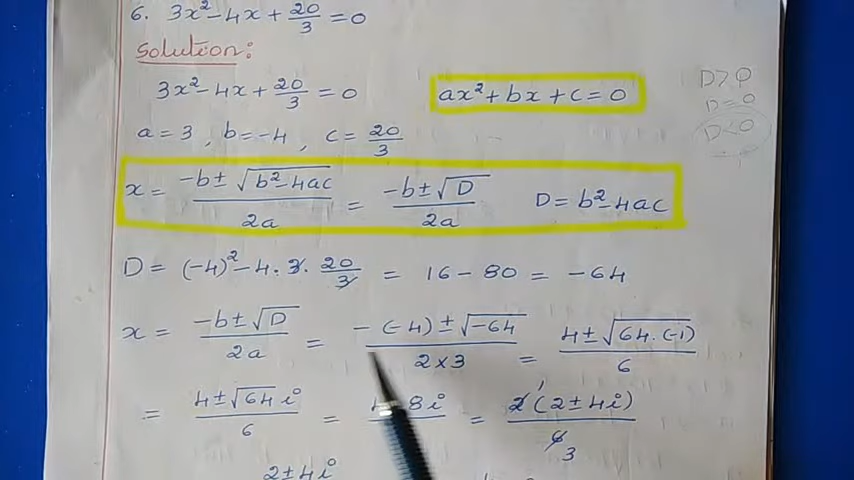 6. 3x² - 4x + 20/3 = 0
Solution:
3x² - 4x + 20/3 = 0
ax² + bx + c = 0
D > 0
D = 0
D < 0
a = 3 , b = -4 , c = 20/3
x = (-b ± √(b² - 4ac))/2a = (-b ± √D)/2a D = b² - 4ac
D = (-4)² - 4 · 3 · 20/3 = 16 - 80 = -64
x = (-b ± √D)/2a = (-(-4) ± √-64)/(2 × 3) = (4 ± √(64 · (-1)))/6
= (4 ± √64 i)/6 = 8i = 2(2 ± 4i)/6 1 3
2 ± 4i